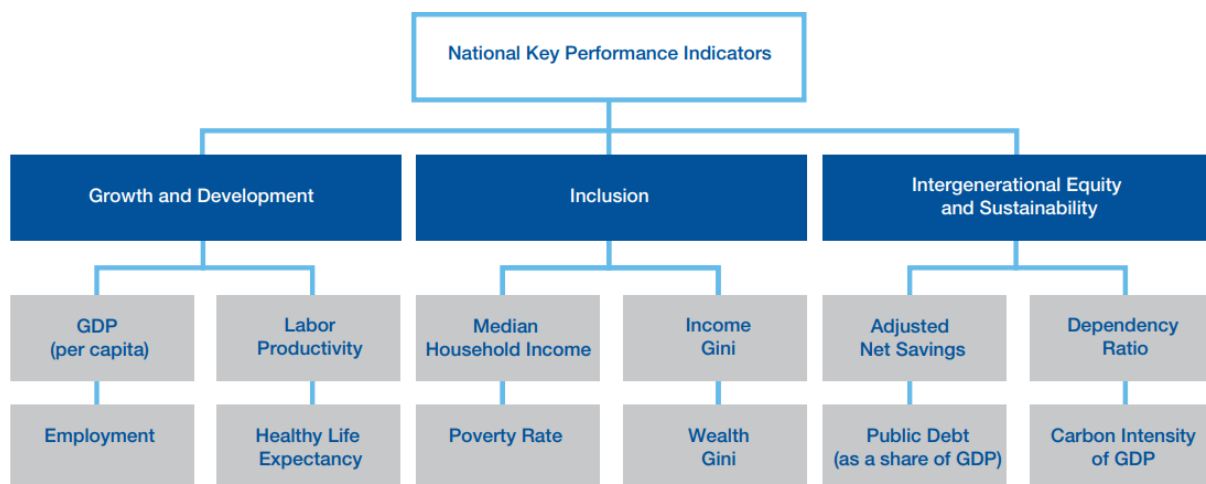 National Key Performance Indicators
Growth and Development
Inclusion
Intergenerational Equity
and Sustainability
GDP
(per capita)
Labor
Productivity
Median
Household Income
Income
Gini
Adjusted
Net Savings
Dependency
Ratio
Employment
Healthy Life
Expectancy
Poverty Rate
Wealth
Gini
Public Debt
(as a share of GDP)
Carbon Intensity
of GDP